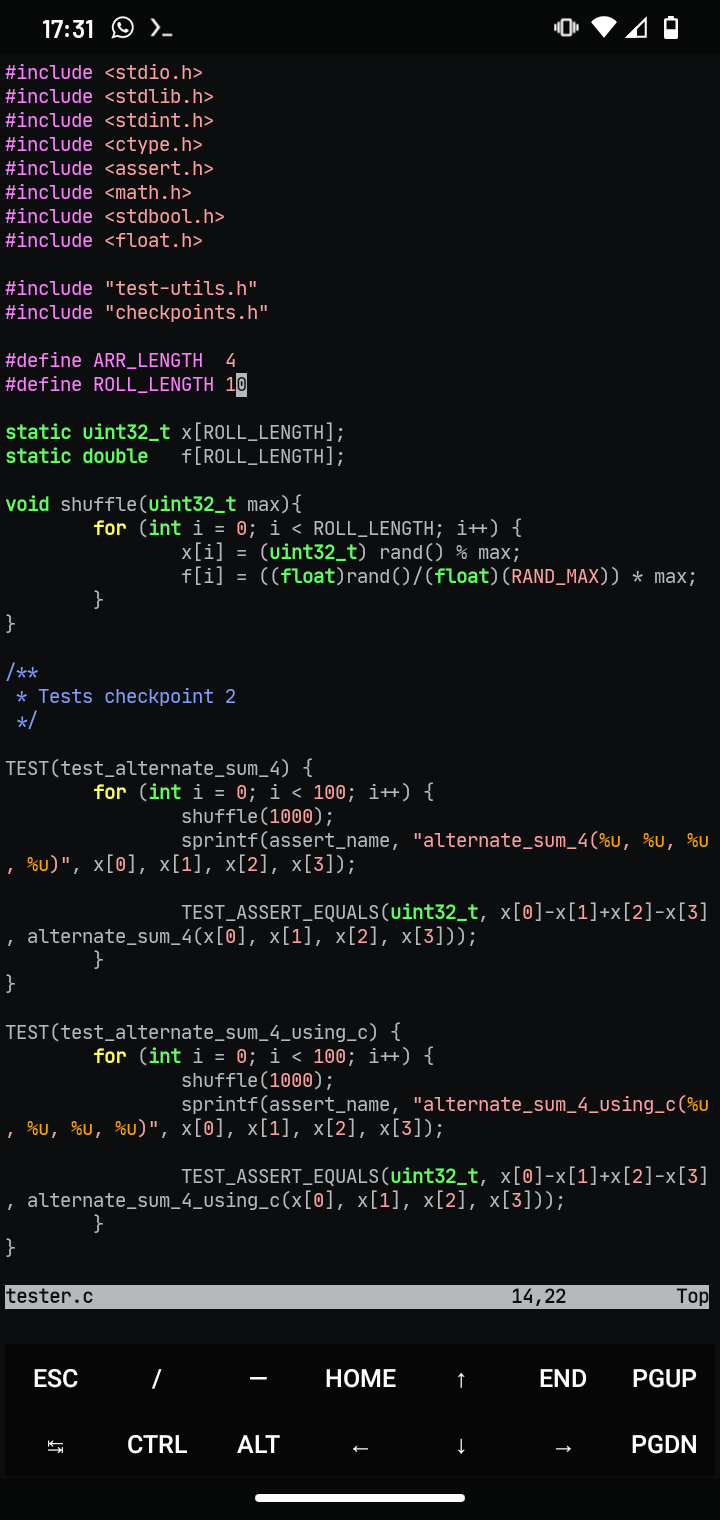 17:31
#include <stdio.h>
#include <stdlib.h>
#include <stdint.h>
#include <ctype.h>
#include <assert.h>
#include <math.h>
#include <stdbool.h>
#include <float.h>
#include "test-utils.h"
#include "checkpoints.h"
#define ARR_LENGTH  4
#define ROLL_LENGTH 10
static uint32_t x[ROLL_LENGTH];
static double   f[ROLL_LENGTH];
void shuffle(uint32_t max){
        for (int i = 0; i < ROLL_LENGTH; i++) {
                x[i] = (uint32_t) rand() % max;
                f[i] = ((float)rand()/(float)(RAND_MAX)) * max;
        }
}
/**
 * Tests checkpoint 2
 */
TEST(test_alternate_sum_4) {
        for (int i = 0; i < 100; i++) {
                shuffle(1000);
                sprintf(assert_name, "alternate_sum_4(%u, %u, %u
, %u)", x[0], x[1], x[2], x[3]);
                TEST_ASSERT_EQUALS(uint32_t, x[0]-x[1]+x[2]-x[3]
, alternate_sum_4(x[0], x[1], x[2], x[3]));
        }
}
TEST(test_alternate_sum_4_using_c) {
        for (int i = 0; i < 100; i++) {
                shuffle(1000);
                sprintf(assert_name, "alternate_sum_4_using_c(%u
, %u, %u, %u)", x[0], x[1], x[2], x[3]);
                TEST_ASSERT_EQUALS(uint32_t, x[0]-x[1]+x[2]-x[3]
, alternate_sum_4_using_c(x[0], x[1], x[2], x[3]));
        }
}
tester.c 14,22 Top
ESC / — HOME ↑ END PGUP
↹ CTRL ALT ← ↓ → PGDN